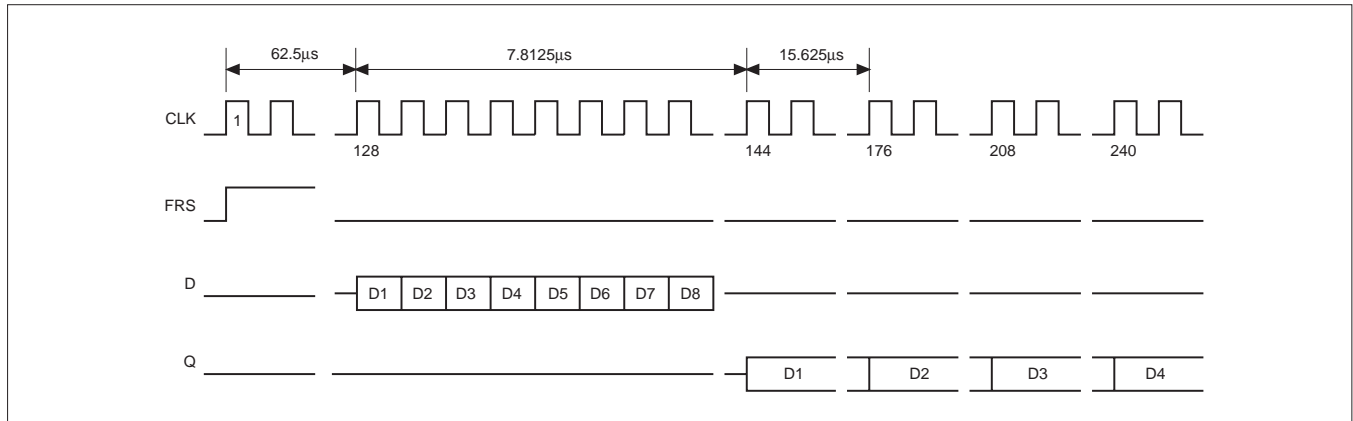 62.5μs 7.8125μs 15.625μs
CLK 1
128 144 176 208 240
FRS
D D1 D2 D3 D4 D5 D6 D7 D8
Q D1 D2 D3 D4